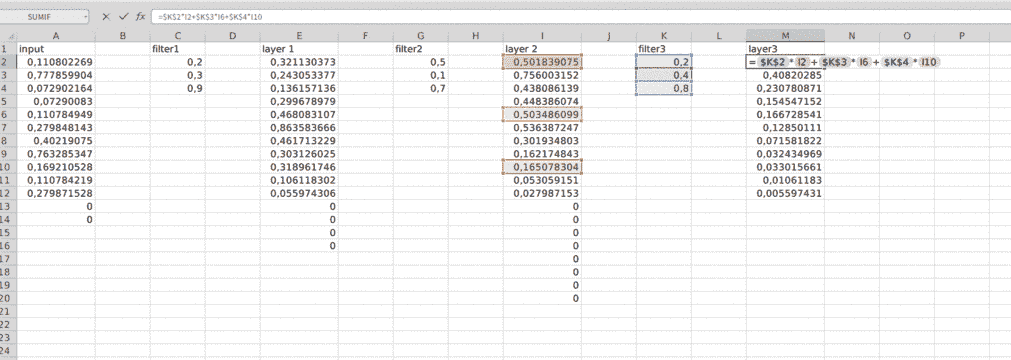 SUMIF fx =$K$2*I2+$K$3*I6+$K$4*I10
A B C D E F G H I J K L M N O P
1 input filter1 layer 1 filter2 layer 2 filter3 layer3
2 0,110802269 0,2 0,321130373 0,5 0,501839075 0,2 = $K$2 * I2 + $K$3 * I6 + $K$4 * I10
3 0,777859904 0,3 0,243053377 0,1 0,756003152 0,4 0,40820285
4 0,072902164 0,9 0,136157136 0,7 0,438086139 0,8 0,230780871
5 0,07290083 0,299678979 0,448386074 0,154547152
6 0,110784949 0,468083107 0,503486099 0,166728541
7 0,279848143 0,863583666 0,536387247 0,12850111
8 0,40219075 0,461713229 0,301934803 0,071581822
9 0,763285347 0,303126025 0,162174843 0,032434969
10 0,169210528 0,318961746 0,165078304 0,033015661
11 0,110784219 0,106118302 0,053059151 0,01061183
12 0,279871528 0,055974306 0,027987153 0,005597431
13 0 0 0
14 0 0 0
15 0 0
16 0 0
17 0
18 0
19 0
20 0
21
22
23
24